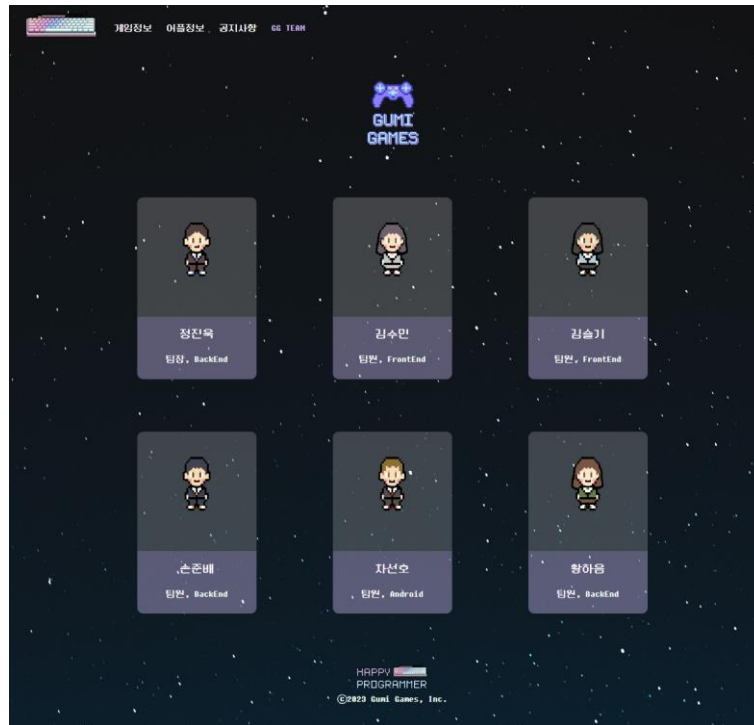 게임정보 어플정보 공지사항 GG TEAM
GUMI
GAMES
정진욱 김수민 김슬기
팀장, BackEnd 팀원, FrontEnd 팀원, FrontEnd
손준배 차선호 황하음
팀원, BackEnd 팀원, Android 팀원, BackEnd
HAPPY
PROGRAMMER
©2023 Gumi Games, Inc.